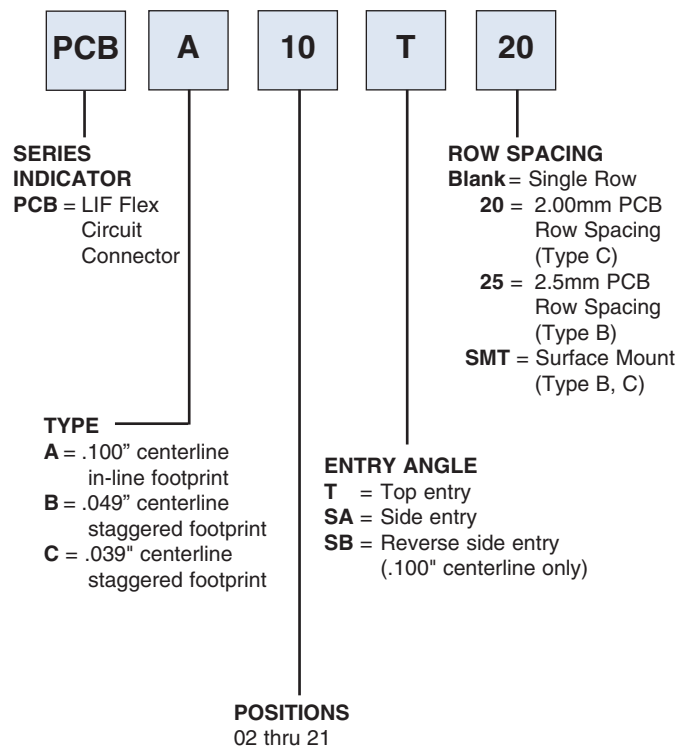 PCB A 10 T 20
SERIES
INDICATOR
PCB = LIF Flex
Circuit
Connector
ROW SPACING
Blank = Single Row
20 = 2.00mm PCB
Row Spacing
(Type C)
25 = 2.5mm PCB
Row Spacing
(Type B)
SMT = Surface Mount
(Type B, C)
TYPE
A = .100” centerline
in-line footprint
B = .049” centerline
staggered footprint
C = .039" centerline
staggered footprint
ENTRY ANGLE
T = Top entry
SA = Side entry
SB = Reverse side entry
(.100" centerline only)
POSITIONS
02 thru 21